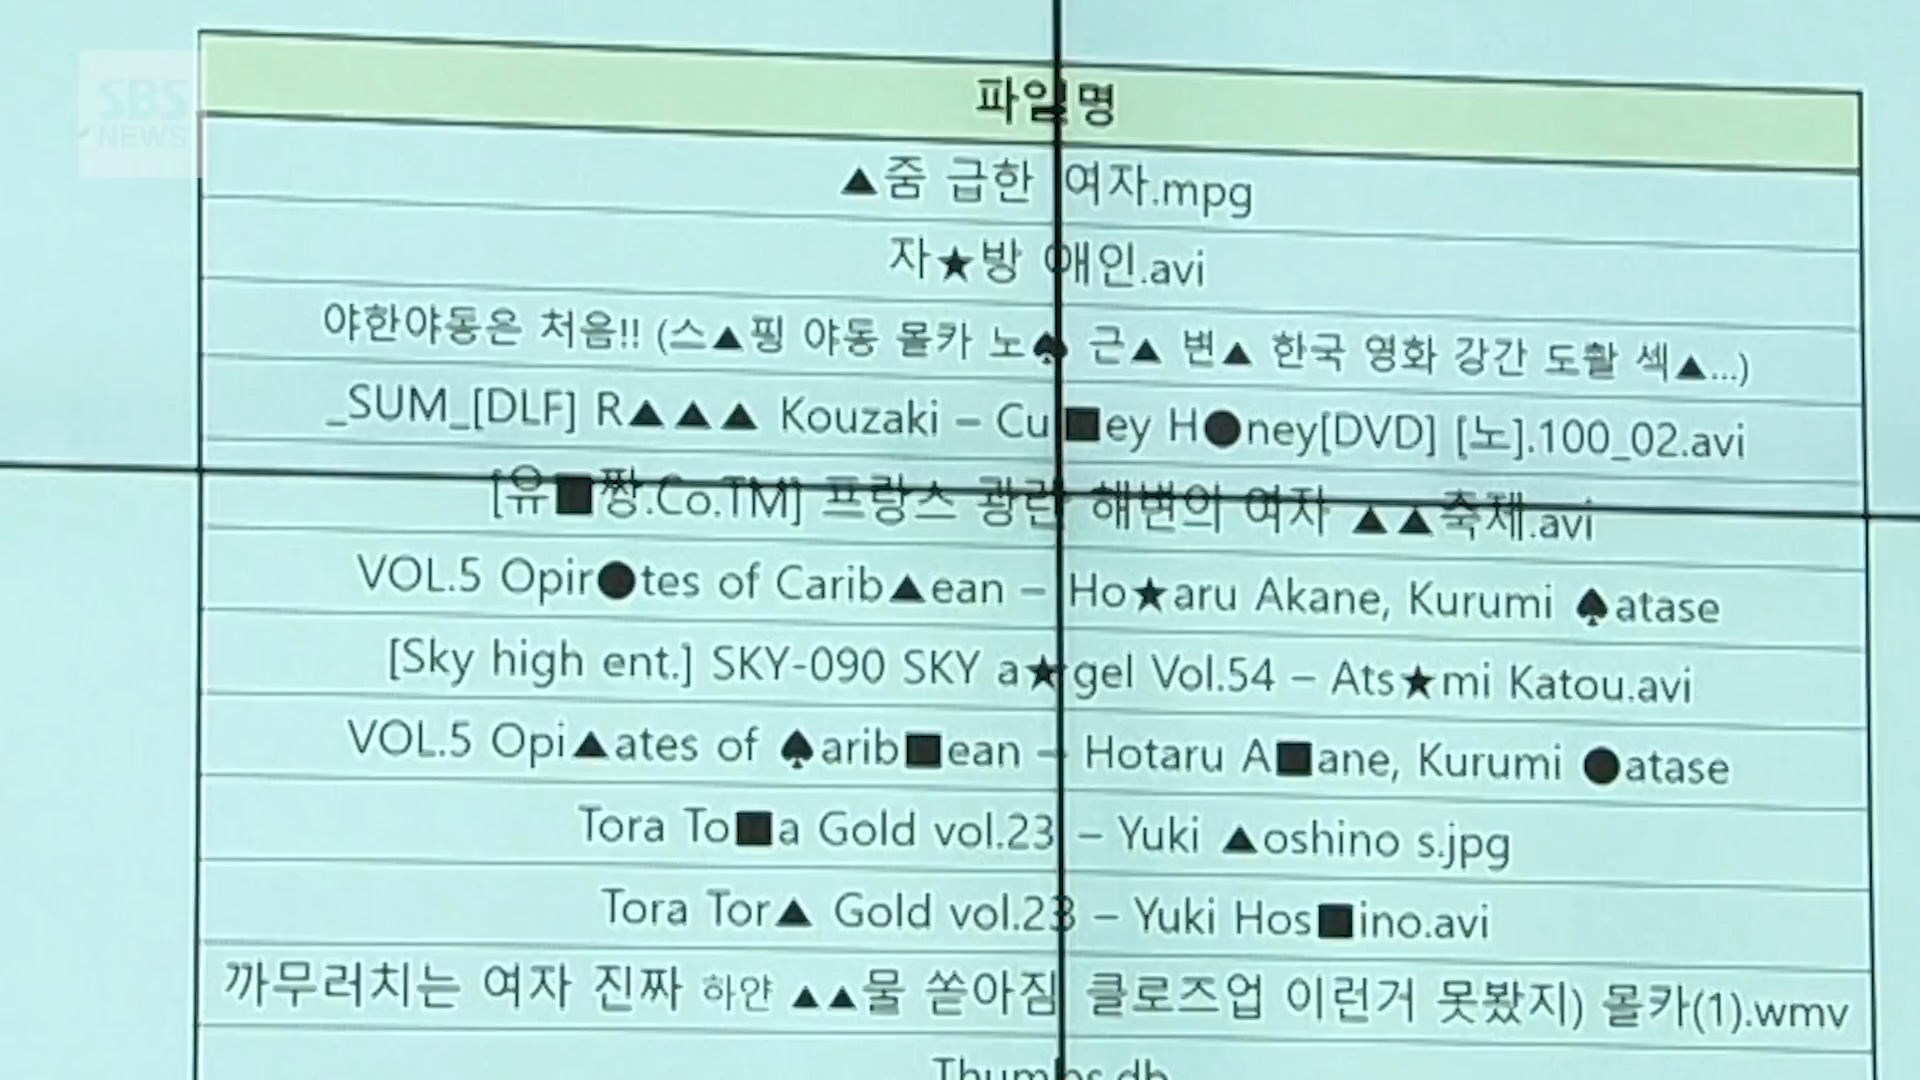 SBS
NEWS
파일명
▲줌 급한 여자.mpg
자★방 애인.avi
야한야동은 처음!! (스▲핑 야동 몰카 노♠ 근▲ 변▲ 한국 영화 강간 도촬 섹▲...)
_SUM_[DLF] R▲▲▲ Kouzaki – Cu■ey H●ney[DVD] [노].100_02.avi
[유■짱.Co.TM] 프랑스 광란 해변의 여자 ▲▲축제.avi
VOL.5 Opir●tes of Carib▲ean – Ho★aru Akane, Kurumi ♠atase
[Sky high ent.] SKY-090 SKY a★gel Vol.54 – Ats★mi Katou.avi
VOL.5 Opi▲ates of ♠arib■ean – Hotaru A■ane, Kurumi ●atase
Tora To■a Gold vol.23 – Yuki ▲oshino s.jpg
Tora Tor▲ Gold vol.23 – Yuki Hos■ino.avi
까무러치는 여자 진짜 하얀 ▲▲물 쏟아짐 클로즈업 이런거 못봤지) 몰카(1).wmv
Thumbs.db